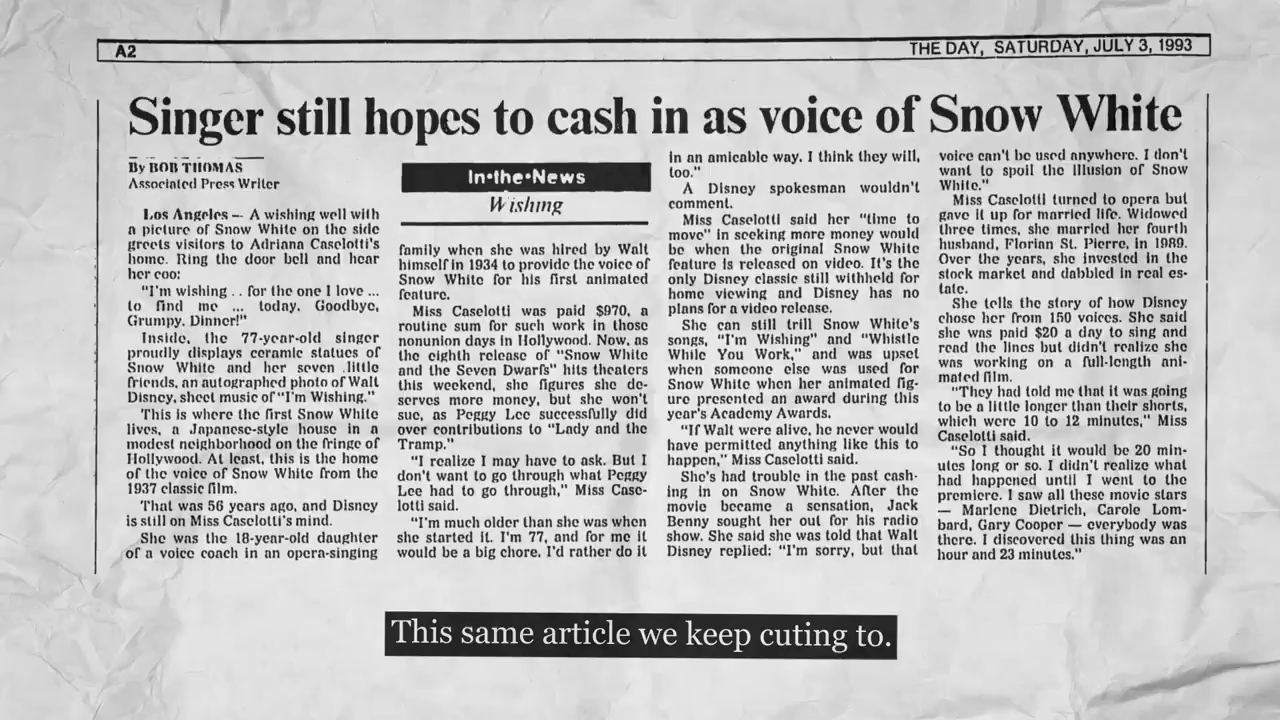 A2
THE DAY, SATURDAY, JULY 3, 1993
Singer still hopes to cash in as voice of Snow White
By BOB THOMAS
Associated Press Writer
Los Angeles — A wishing well with
a picture of Snow White on the side
greets visitors to Adriana Caselotti's
home. Ring the door bell and hear
her coo:
"I'm wishing . . for the one I love ...
to find me ... today. Goodbye,
Grumpy. Dinner!"
Inside, the 77-year-old singer
proudly displays ceramic statues of
Snow White and her seven little
friends, an autographed photo of Walt
Disney, sheet music of "I'm Wishing."
This is where the first Snow White
lives, a Japanese-style house in a
modest neighborhood on the fringe of
Hollywood. At least, this is the home
of the voice of Snow White from the
1937 classic film.
That was 56 years ago, and Disney
is still on Miss Caselotti's mind.
She was the 18-year-old daughter
of a voice coach in an opera-singing
In•the•News
Wishing
family when she was hired by Walt
himself in 1934 to provide the voice of
Snow White for his first animated
feature.
Miss Caselotti was paid $970, a
routine sum for such work in those
nonunion days in Hollywood. Now, as
the eighth release of "Snow White
and the Seven Dwarfs" hits theaters
this weekend, she figures she de-
serves more money, but she won't
sue, as Peggy Lee successfully did
over contributions to "Lady and the
Tramp."
"I realize I may have to ask. But I
don't want to go through what Peggy
Lee had to go through," Miss Case-
lotti said.
"I'm much older than she was when
she started it. I'm 77, and for me it
would be a big chore. I'd rather do it
in an amicable way. I think they will,
too."
A Disney spokesman wouldn't
comment.
Miss Caselotti said her "time to
move" in seeking more money would
be when the original Snow White
feature is released on video. It's the
only Disney classic still withheld for
home viewing and Disney has no
plans for a video release.
She can still trill Snow White's
songs, "I'm Wishing" and "Whistle
While You Work," and was upset
when someone else was used for
Snow White when her animated fig-
ure presented an award during this
year's Academy Awards.
"If Walt were alive, he never would
have permitted anything like this to
happen," Miss Caselotti said.
She's had trouble in the past cash-
ing in on Snow White. After the
movie became a sensation, Jack
Benny sought her out for his radio
show. She said she was told that Walt
Disney replied: "I'm sorry, but that
voice can't be used anywhere. I don't
want to spoil the illusion of Snow
White."
Miss Caselotti turned to opera but
gave it up for married life. Widowed
three times, she married her fourth
husband, Florian St. Pierre, in 1989.
Over the years, she invested in the
stock market and dabbled in real es-
tate.
She tells the story of how Disney
chose her from 150 voices. She said
she was paid $20 a day to sing and
read the lines but didn't realize she
was working on a full-length ani-
mated film.
"They had told me that it was going
to be a little longer than their shorts,
which were 10 to 12 minutes," Miss
Caselotti said.
"So I thought it would be 20 min-
utes long or so. I didn't realize what
had happened until I went to the
premiere. I saw all these movie stars
— Marlene Dietrich, Carole Lom-
bard, Gary Cooper — everybody was
there. I discovered this thing was an
hour and 23 minutes."
This same article we keep cuting to.